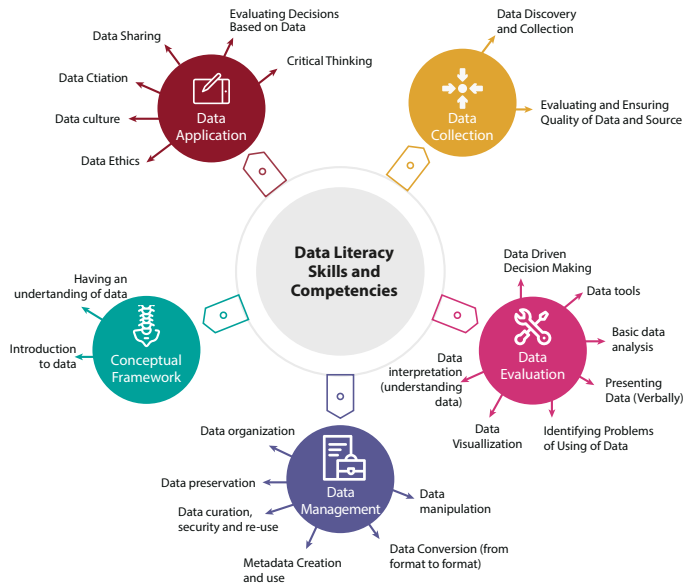 Data Literacy
Skills and
Competencies
Data
Application
Data Sharing
Evaluating Decisions
Based on Data
Critical Thinking
Data Ctiation
Data culture
Data Ethics
Data
Collection
Data Discovery
and Collection
Evaluating and Ensuring
Quality of Data and Source
Data
Evaluation
Data Driven
Decision Making
Data tools
Basic data
analysis
Presenting
Data (Verbally)
Identifying Problems
of Using of Data
Data
Visuallization
Data
interpretation
(understanding
data)
Data
Management
Data organization
Data preservation
Data curation,
security and re-use
Metadata Creation
and use
Data Conversion (from
format to format)
Data
manipulation
Conceptual
Framework
Having an
undertanding of data
Introduction
to data